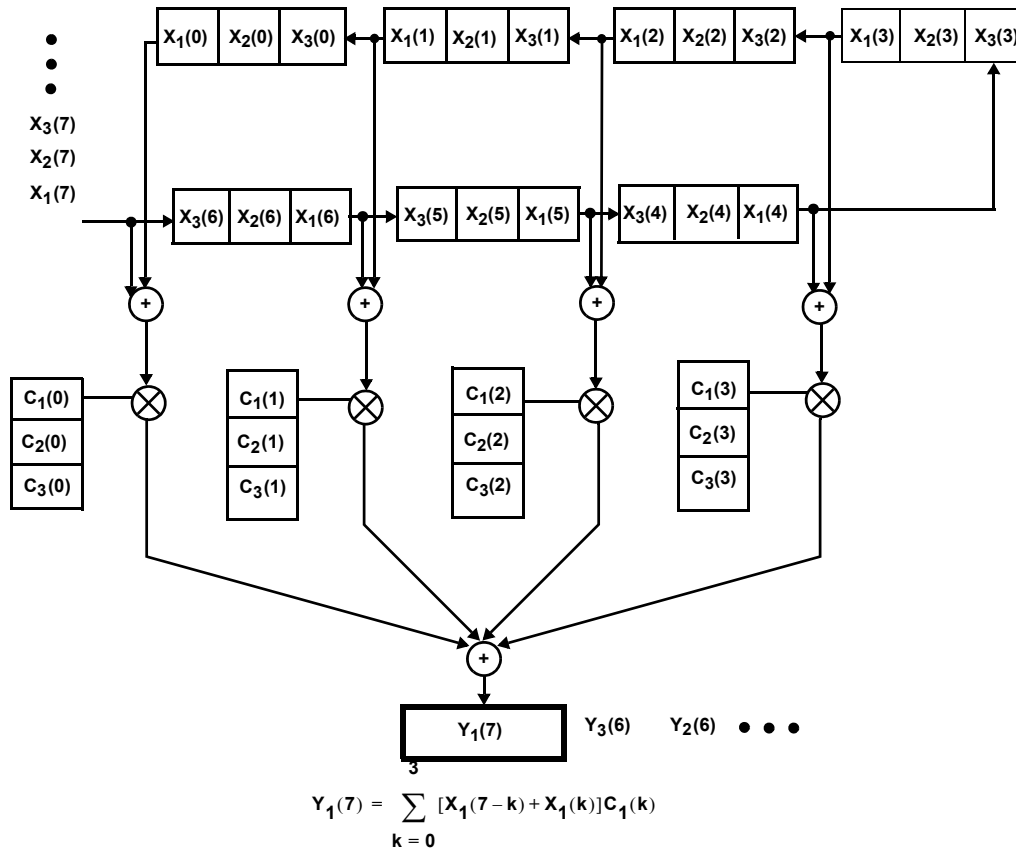 X1(0) X2(0) X3(0) X1(1) X2(1) X3(1) X1(2) X2(2) X3(2) X1(3) X2(3) X3(3)
X3(7)
X2(7)
X1(7)
X3(6) X2(6) X1(6) X3(5) X2(5) X1(5) X3(4) X2(4) X1(4)
+ + + +
C1(0) C1(1) C1(2) C1(3)
C2(0) C2(1) C2(2) C2(3)
C3(0) C3(1) C3(2) C3(3)
+
Y1(7) Y3(6) Y2(6) • • •
3
Y1(7) = ∑ [X1(7 – k) + X1(k)]C1(k)
k = 0